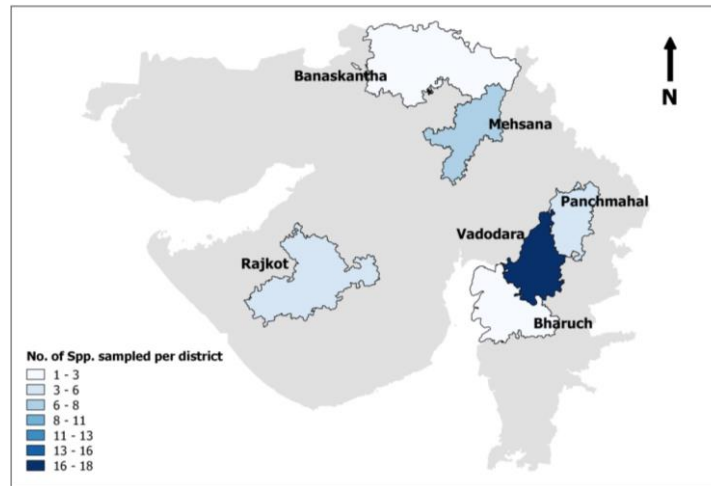 N
Banaskantha
Mehsana
Panchmahal
Vadodara
Rajkot
Bharuch
No. of Spp. sampled per district
1 - 3
3 - 6
6 - 8
8 - 11
11 - 13
13 - 16
16 - 18